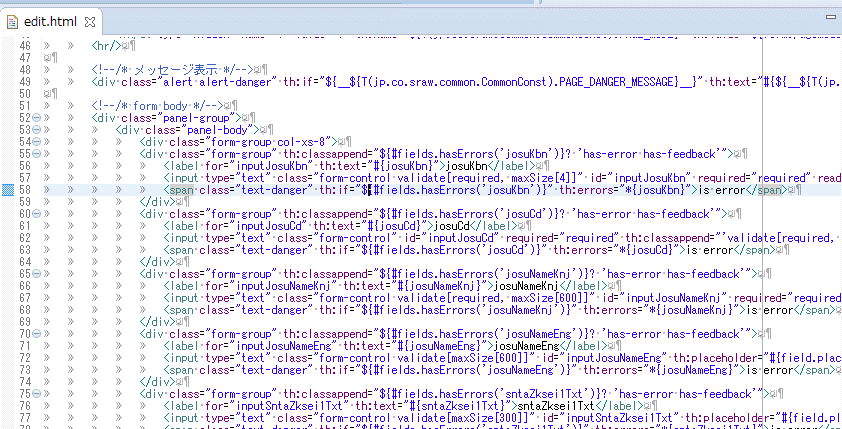 edit.html
46 <hr/>
47
48 <!--/* メッセージ表示 */-->
49 <div class="alert alert-danger" th:if="${__${T(jp.co.sraw.common.CommonConst).PAGE_DANGER_MESSAGE}__}" th:text="#{${__${T(jp
50
51 <!--/* form body */-->
52 <div class="panel-group">
53 <div class="panel-body">
54 <div class="form-group col-xs-8">
55 <div class="form-group" th:classappend="${#fields.hasErrors('josuKbn')}? 'has-error has-feedback'">
56 <label for="inputJosuKbn" th:text="#{josuKbn}">josuKbn</label>
57 <input type="text" class="form-control validate[required, maxSize[4]]" id="inputJosuKbn" required="required" read
58 <span class="text-danger" th:if="${#fields.hasErrors('josuKbn')}" th:errors="*{josuKbn}">is error</span>
59 </div>
60 <div class="form-group" th:classappend="${#fields.hasErrors('josuCd')}? 'has-error has-feedback'">
61 <label for="inputJosuCd" th:text="#{josuCd}">josuCd</label>
62 <input type="text" class="form-control" id="inputJosuCd" required="required" th:classappend="'validate[required,
63 <span class="text-danger" th:if="${#fields.hasErrors('josuCd')}" th:errors="*{josuCd}">is error</span>
64 </div>
65 <div class="form-group" th:classappend="${#fields.hasErrors('josuNameKnj')}? 'has-error has-feedback'">
66 <label for="inputJosuNameKnj" th:text="#{josuNameKnj}">josuNameKnj</label>
67 <input type="text" class="form-control validate[required, maxSize[600]]" id="inputJosuNameKnj" required="required
68 <span class="text-danger" th:if="${#fields.hasErrors('josuNameKnj')}" th:errors="*{josuNameKnj}">is error</span>
69 </div>
70 <div class="form-group" th:classappend="${#fields.hasErrors('josuNameEng')}? 'has-error has-feedback'">
71 <label for="inputJosuNameEng" th:text="#{josuNameEng}">josuNameEng</label>
72 <input type="text" class="form-control validate[maxSize[600]]" id="inputJosuNameEng" th:placeholder="#{field.plac
73 <span class="text-danger" th:if="${#fields.hasErrors('josuNameEng')}" th:errors="*{josuNameEng}">is error</span>
74 </div>
75 <div class="form-group" th:classappend="${#fields.hasErrors('sntaZksei1Txt')}? 'has-error has-feedback'">
76 <label for="inputSntaZksei1Txt" th:text="#{sntaZksei1Txt}">sntaZksei1Txt</label>
77 <input type="text" class="form-control validate[maxSize[300]]" id="inputSntaZksei1Txt" th:placeholder="#{field.pl